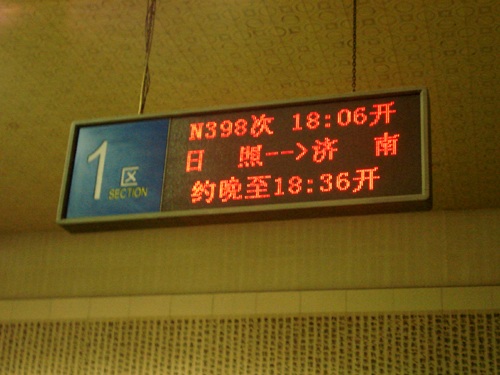 1区
SECTION
N398次 18:06开
日 照-->济 南
约晚至18:36开